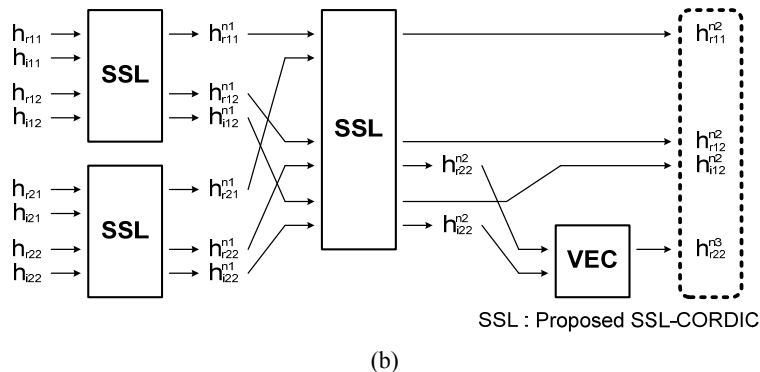 h_r11 h^n1_r11 h^n2_r11
h_i11
SSL
h_r12 h^n1_r12
h_i12 h^n1_i12
SSL
h^n2_r12
h^n2_i12
h_r21 h^n1_r21 h^n2_r22
h_i21
SSL
h_r22 h^n1_r22 h^n2_i22
h_i22 h^n1_i22
VEC
h^n3_r22
SSL : Proposed SSL-CORDIC
(b)